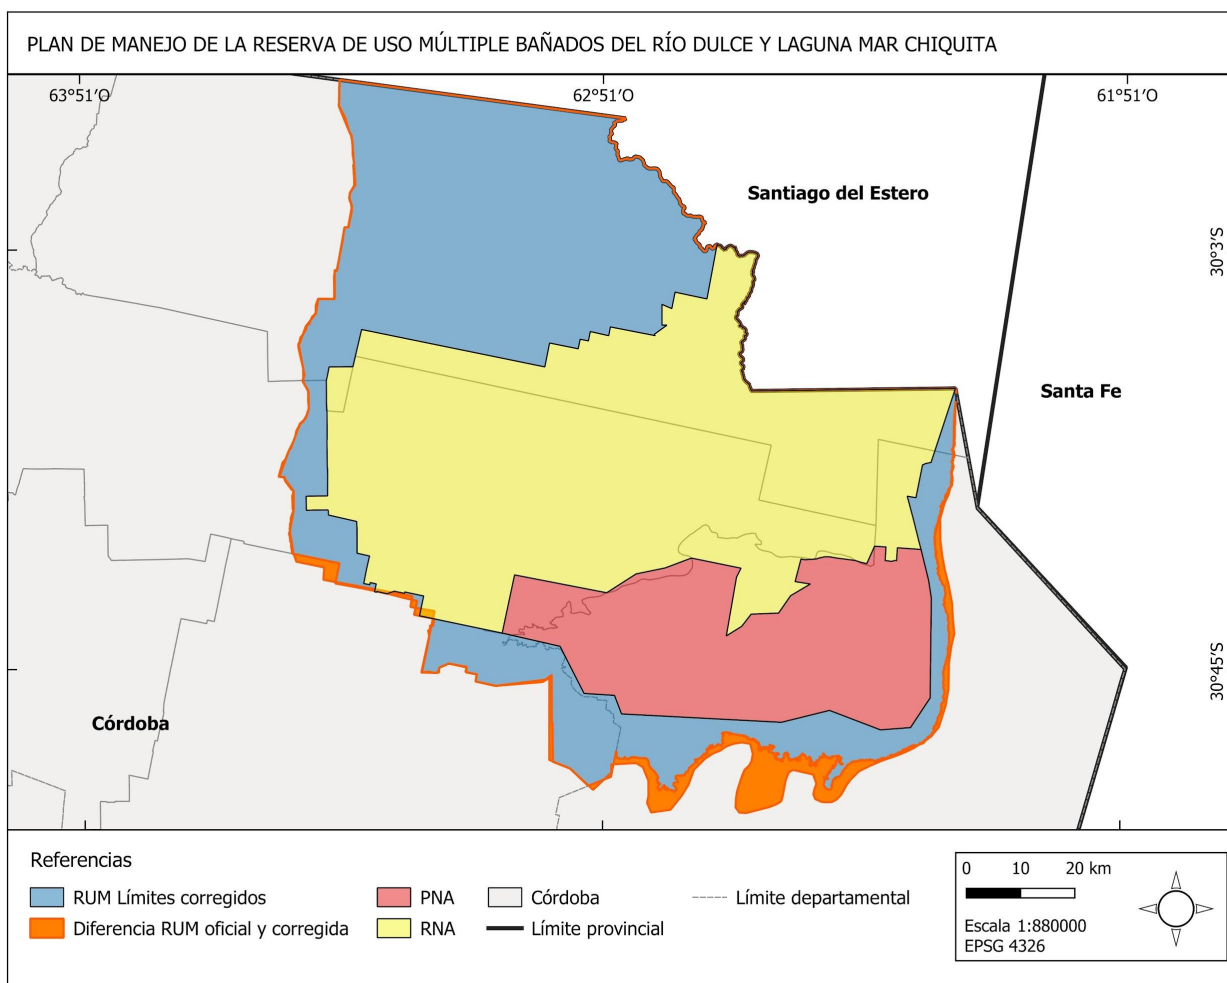 PLAN DE MANEJO DE LA RESERVA DE USO MÚLTIPLE BAÑADOS DEL RÍO DULCE Y LAGUNA MAR CHIQUITA
63°51′O
62°51′O
61°51′O
Santiago del Estero
30°3′S
Santa Fe
30°45′S
Córdoba
Referencias
RUM Límites corregidos
Diferencia RUM oficial y corregida
PNA
RNA
Córdoba
Límite provincial
Límite departamental
0 10 20 km
Escala 1:880000
EPSG 4326